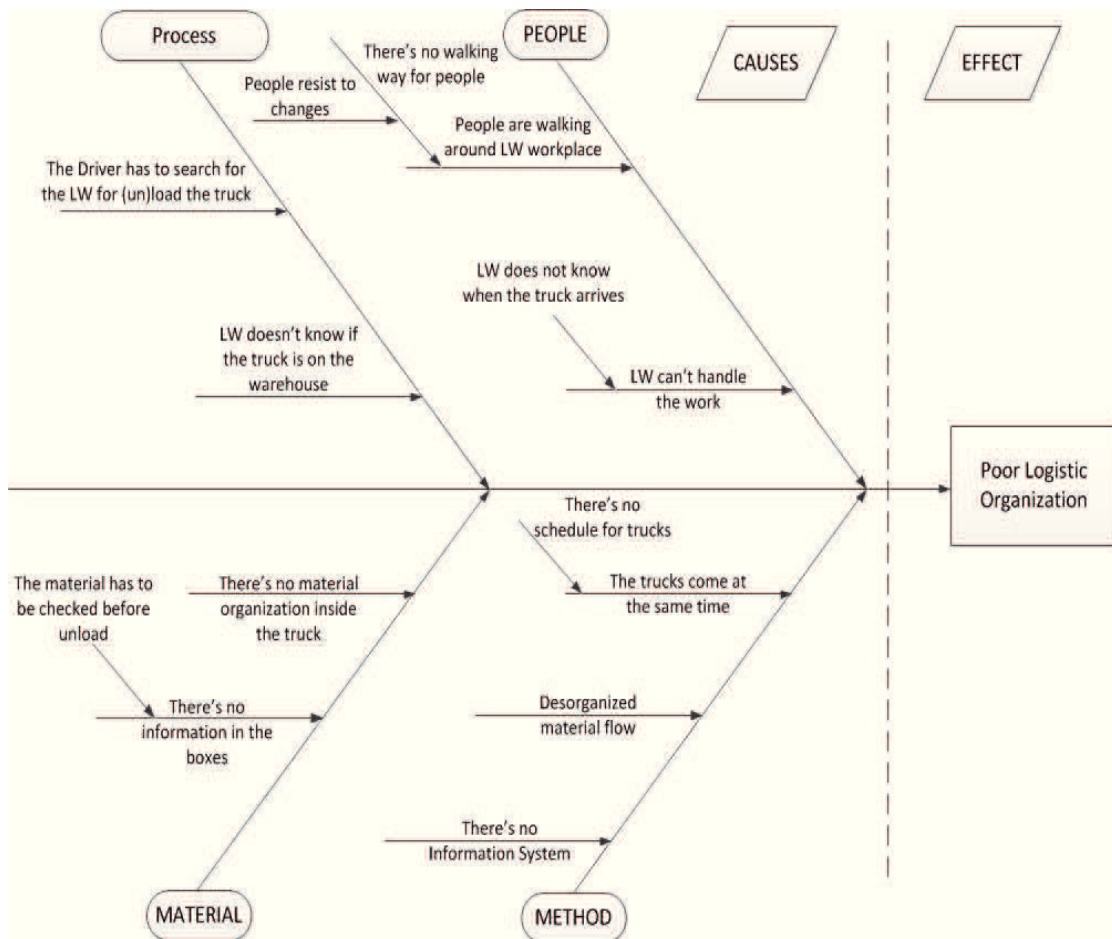 Process
PEOPLE
CAUSES
EFFECT
There's no walking
way for people
People resist to
changes
People are walking
around LW workplace
The Driver has to search for
the LW for (un)load the truck
LW does not know
when the truck arrives
LW doesn't know if
the truck is on the
warehouse
LW can't handle
the work
Poor Logistic
Organization
There's no
schedule for trucks
The material has to
be checked before
unload
There's no material
organization inside
the truck
The trucks come at
the same time
There's no
information in the
boxes
Desorganized
material flow
There's no
Information System
MATERIAL
METHOD